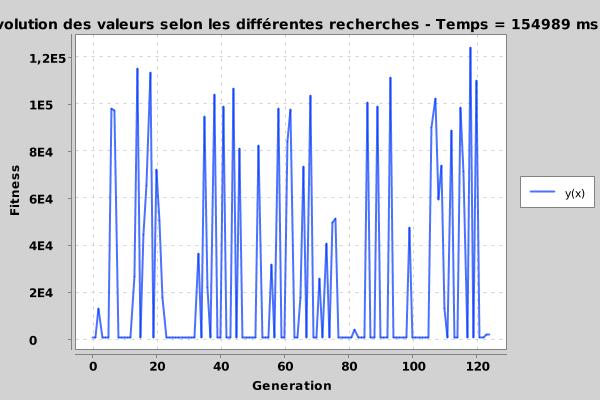 volution des valeurs selon les différentes recherches - Temps = 154989 ms
Fitness
1,2E5
1E5
8E4
6E4
4E4
2E4
0
0 20 40 60 80 100 120
Generation
y(x)